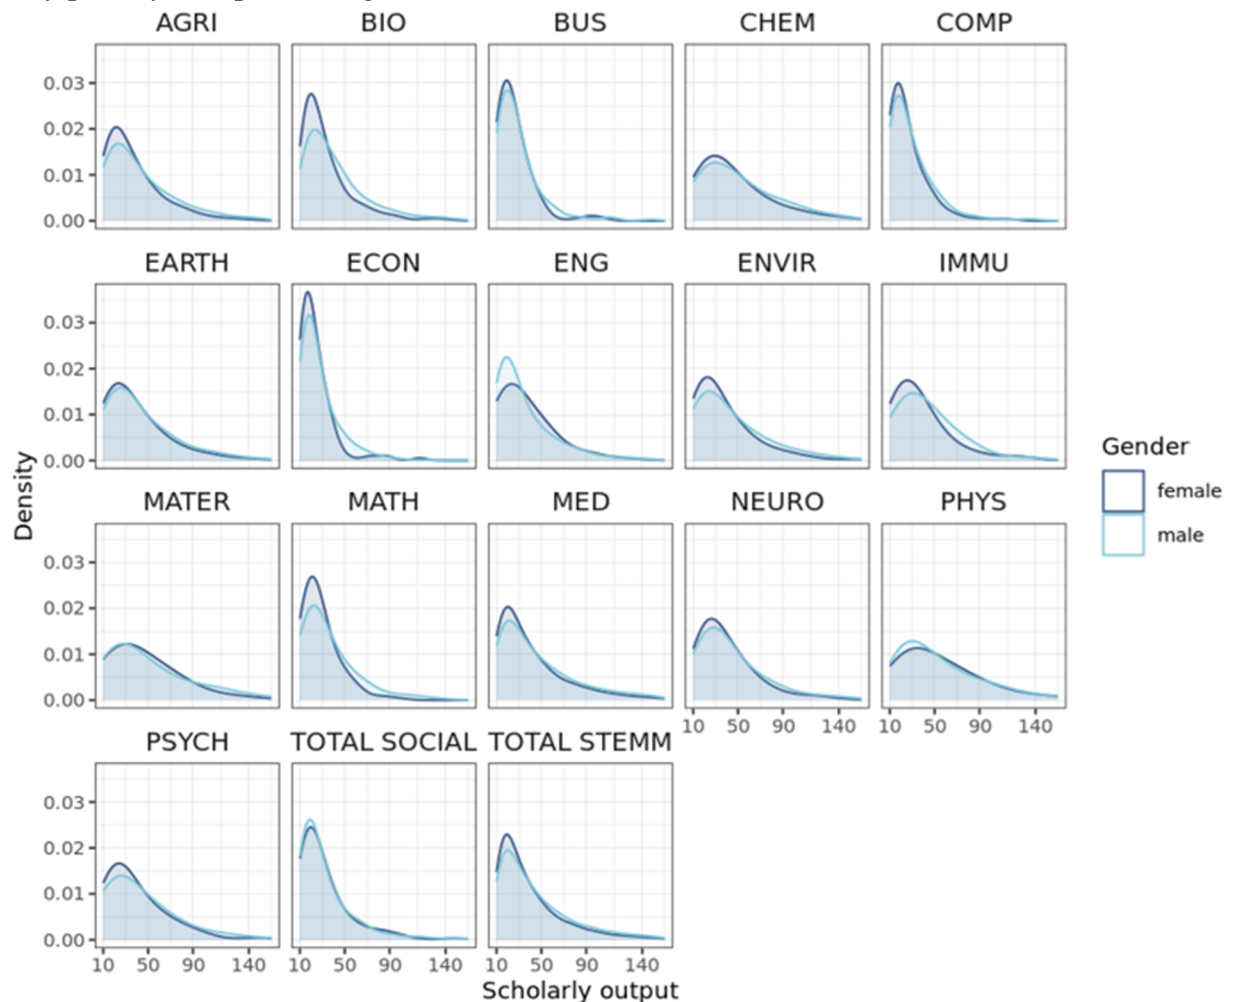 AGRI BIO BUS CHEM COMP
0.03
0.02
0.01
0.00
EARTH ECON ENG ENVIR IMMU
0.03
0.02
0.01
0.00
MATER MATH MED NEURO PHYS
0.03
0.02
0.01
0.00
10 50 90 140 10 50 90 140
PSYCH TOTAL SOCIAL TOTAL STEMM
0.03
0.02
0.01
0.00
10 50 90 140 10 50 90 140 10 50 90 140
Scholarly output
Density
Gender
female
male